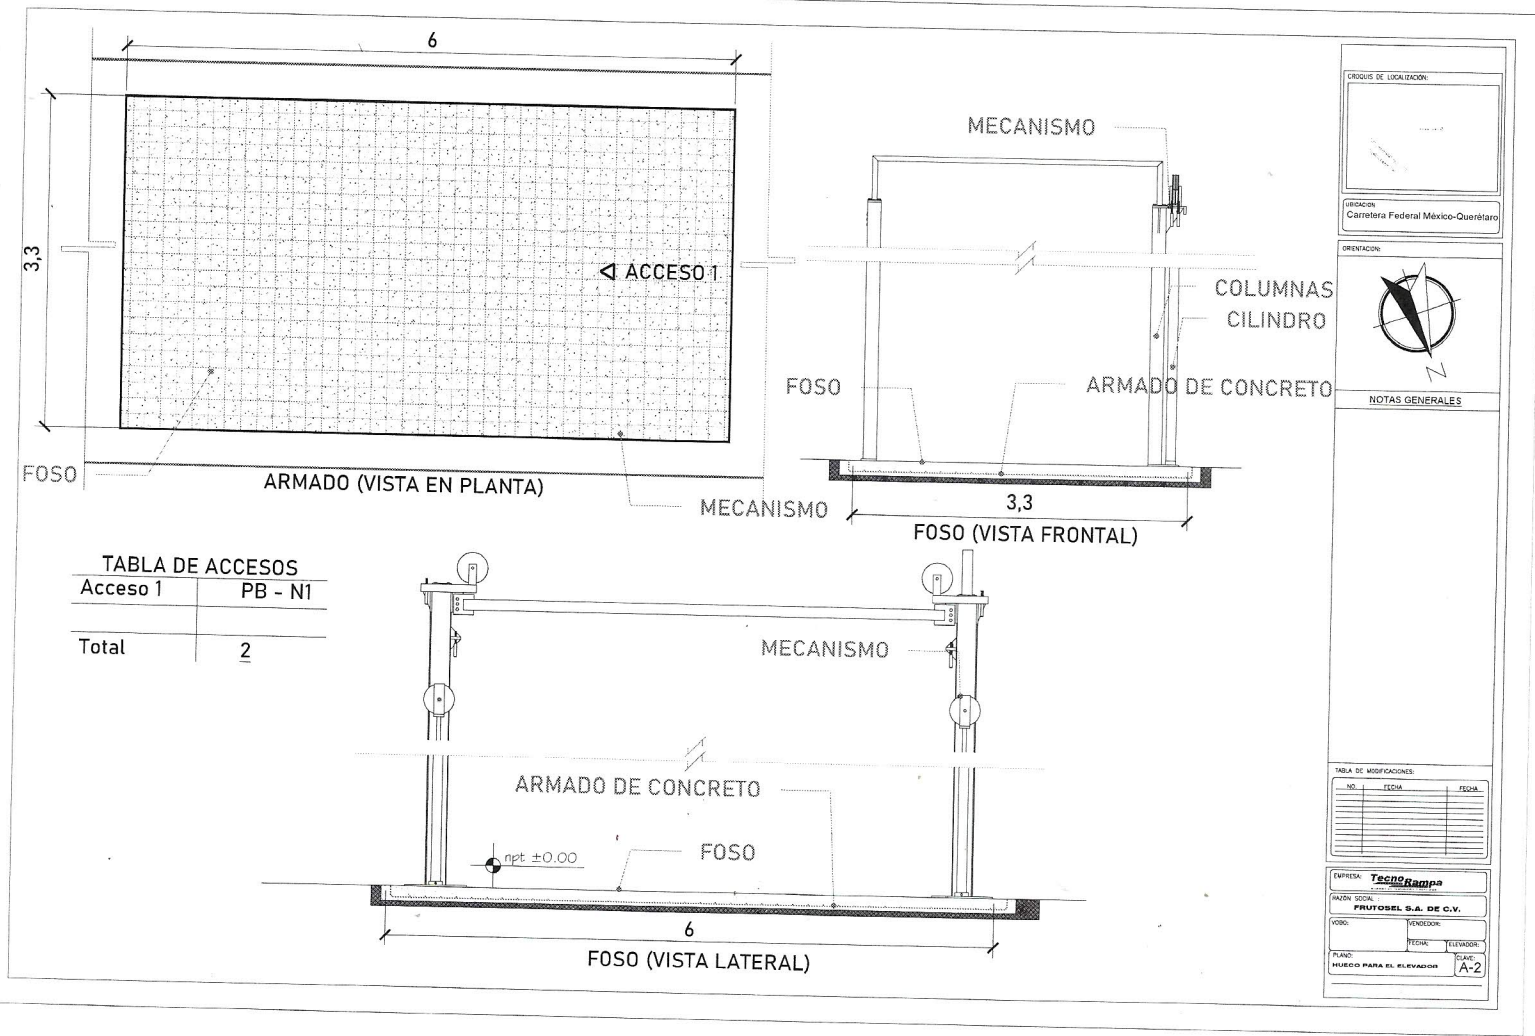 6
3,3
ACCESO 1
FOSO
ARMADO (VISTA EN PLANTA)
MECANISMO
MECANISMO
COLUMNAS
CILINDRO
FOSO
ARMADO DE CONCRETO
3,3
FOSO (VISTA FRONTAL)
TABLA DE ACCESOS
Acceso 1 PB - N1
Total 2
MECANISMO
ARMADO DE CONCRETO
npt ±0.00
FOSO
6
FOSO (VISTA LATERAL)
CROQUIS DE LOCALIZACIÓN:
UBICACION
Carretera Federal México-Querétaro
ORIENTACION:
N
NOTAS GENERALES
TABLA DE MODIFICACIONES:
NO. FECHA FECHA
EMPRESA: TecnoRampa
RAZÓN SOCIAL :
FRUTOSEL S.A. DE C.V.
VOBO: VENDEDOR:
FECHA: ELEVADOR:
PLANO: CLAVE:
HUECO PARA EL ELEVADOR A-2